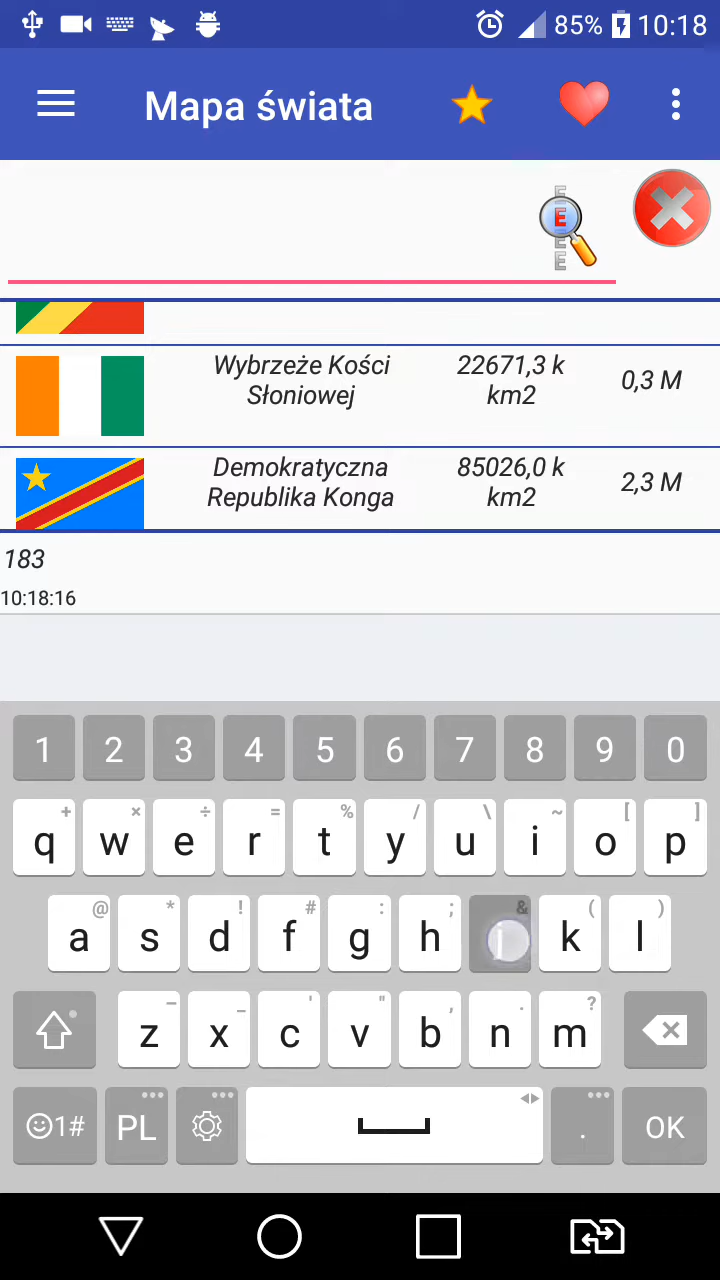 85% 10:18
Mapa świata
E
E
E
E
Wybrzeże Kości
Słoniowej
22671,3 k
km2
0,3 M
Demokratyczna
Republika Konga
85026,0 k
km2
2,3 M
183
10:18:16
1 2 3 4 5 6 7 8 9 0
+ × ÷ = % / \ ~ [ ]
q w e r t y u i o p
@ * ! # : ; & ( )
a s d f g h j k l
– _ ' " , . ?
z x c v b n m
1# PL . OK